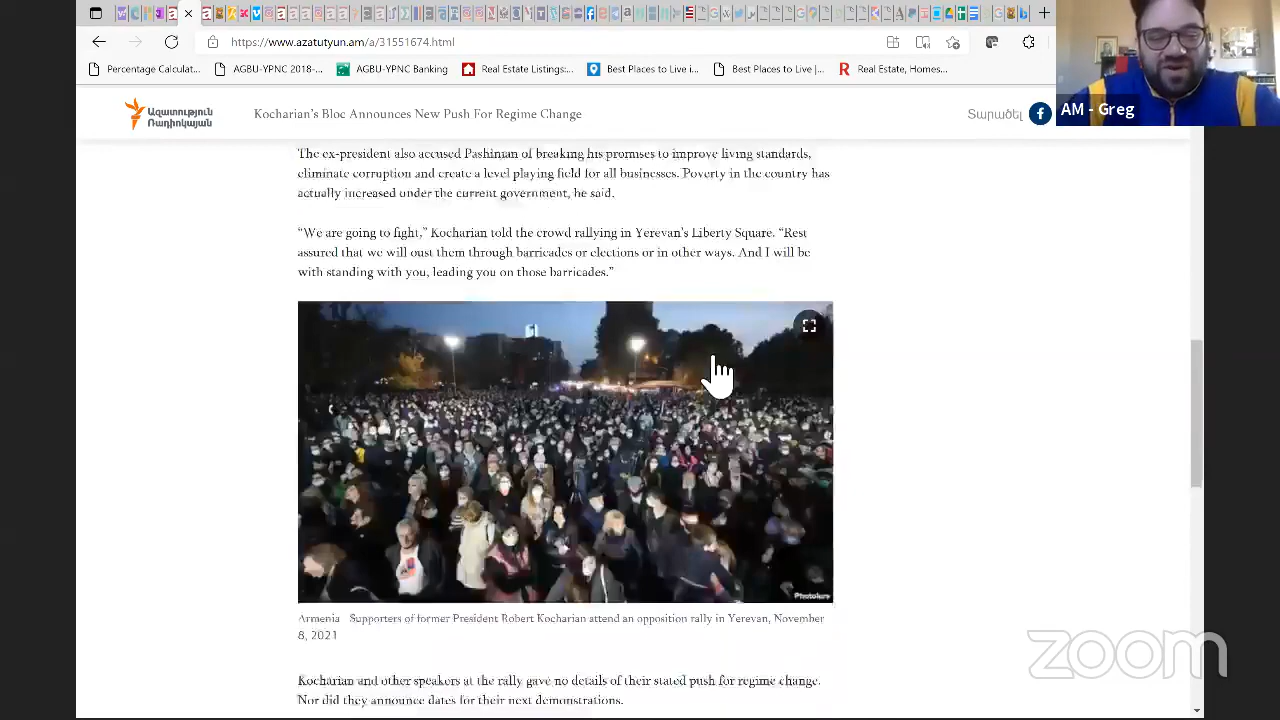 https://www.azatutyun.am/a/31551674.html
Percentage Calculat...
AGBU-YPNC 2018-...
AGBU-YPNC Banking
Real Estate Listings:...
Best Places to Live i...
Best Places to Live |...
Real Estate, Homes...
Ազատություն
Ռադիոկայան
Kocharian’s Bloc Announces New Push For Regime Change
Տարածել
AM - Greg
The ex-president also accused Pashinian of breaking his promises to improve living standards,
eliminate corruption and create a level playing field for all businesses. Poverty in the country has
actually increased under the current government, he said.
“We are going to fight,” Kocharian told the crowd rallying in Yerevan’s Liberty Square. “Rest
assured that we will oust them through barricades or elections or in other ways. And I will be
with standing with you, leading you on those barricades.”
Photolure
Armenia Supporters of former President Robert Kocharian attend an opposition rally in Yerevan, November
8, 2021
Kocharian and other speakers at the rally gave no details of their stated push for regime change.
Nor did they announce dates for their next demonstrations.
zoom